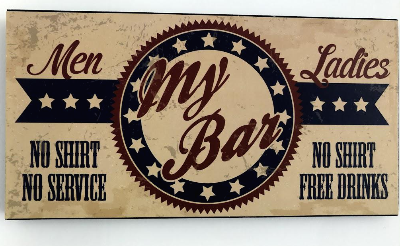 Men
NO SHIRT
NO SERVICE
My
Bar
Ladies
NO SHIRT
FREE DRINKS